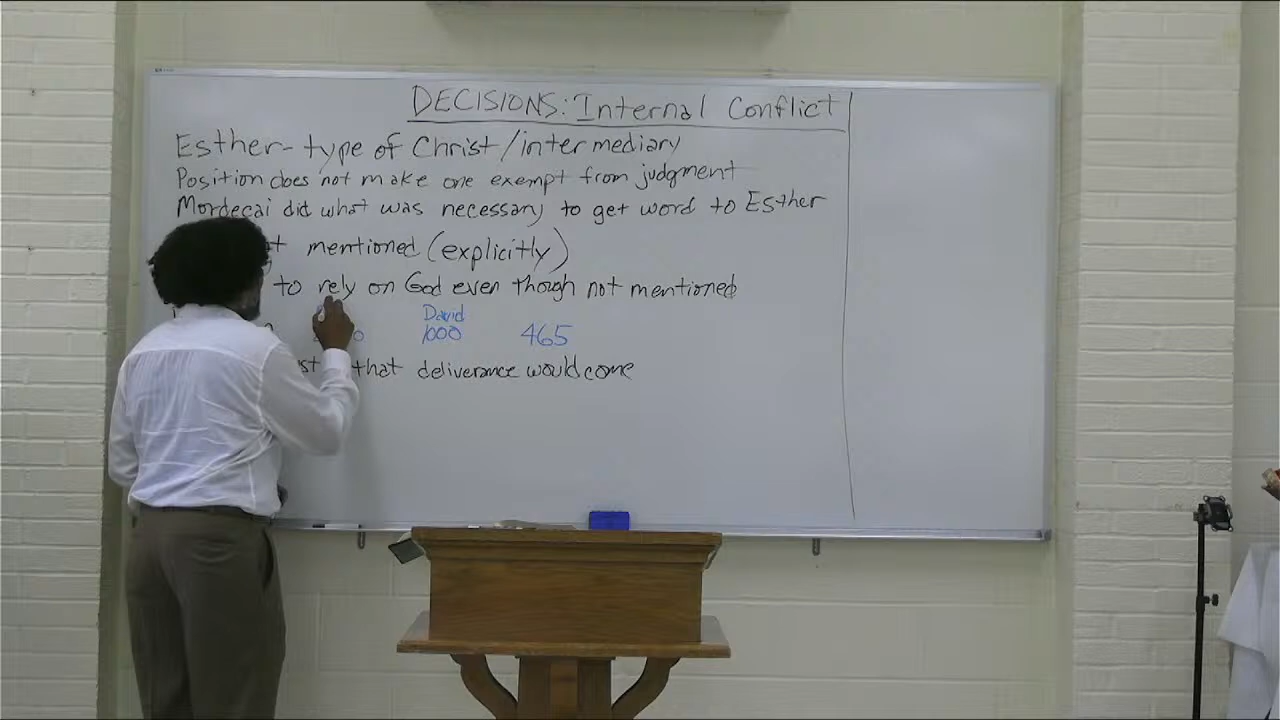 DECISIONS: Internal Conflict
Esther- type of Christ/intermediary
Position does not make one exempt from judgment
Mordecai did what was necessary to get word to Esther
mentioned (explicitly)
to rely on God even though not mentioned
David
1000 465
that deliverance would come